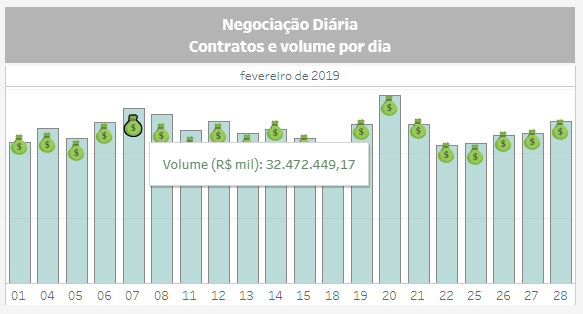 Negociação Diária
Contratos e volume por dia
fevereiro de 2019
Volume (R$ mil): 32.472.449,17
01 04 05 06 07 08 11 12 13 14 15 18 19 20 21 22 25 26 27 28